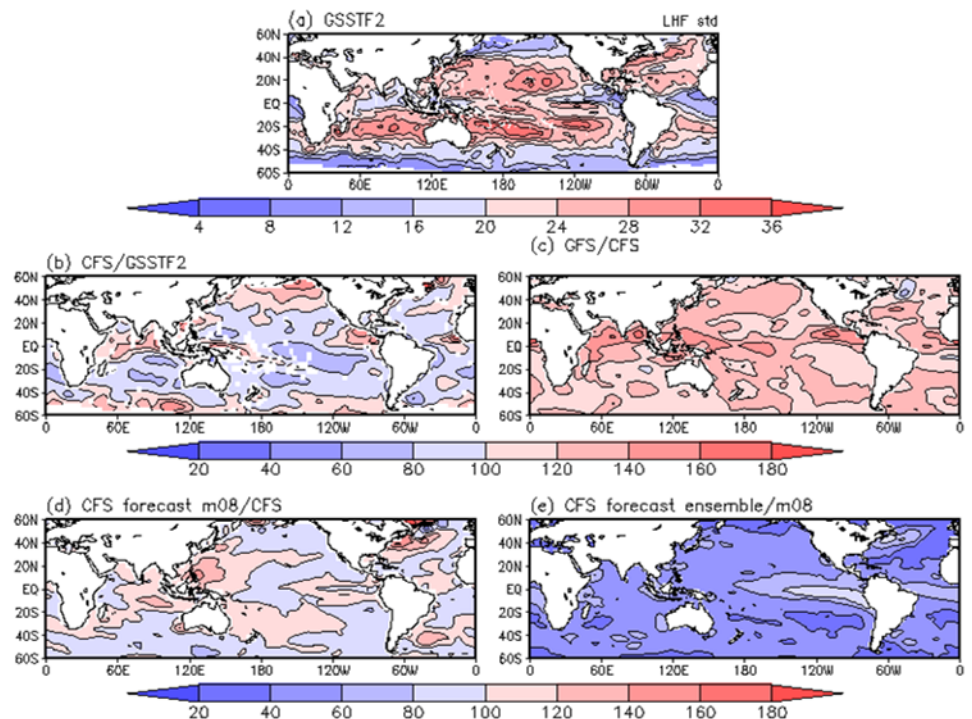 (a) GSSTF2 LHF std
60N
40N
20N
EQ
20S
40S
60S
0 60E 120E 180 120W 60W 0
4 8 12 16 20 24 28 32 36
(b) CFS/GSSTF2 (c) GFS/CFS
60N 60N
40N 40N
20N 20N
EQ EQ
20S 20S
40S 40S
60S 60S
0 60E 120E 180 120W 60W 0 0 60E 120E 180 120W 60W 0
20 40 60 80 100 120 140 160 180
(d) CFS forecast m08/CFS (e) CFS forecast ensemble/m08
60N 60N
40N 40N
20N 20N
EQ EQ
20S 20S
40S 40S
60S 60S
0 60E 120E 180 120W 60W 0 0 60E 120E 180 120W 60W 0
20 40 60 80 100 120 140 160 180